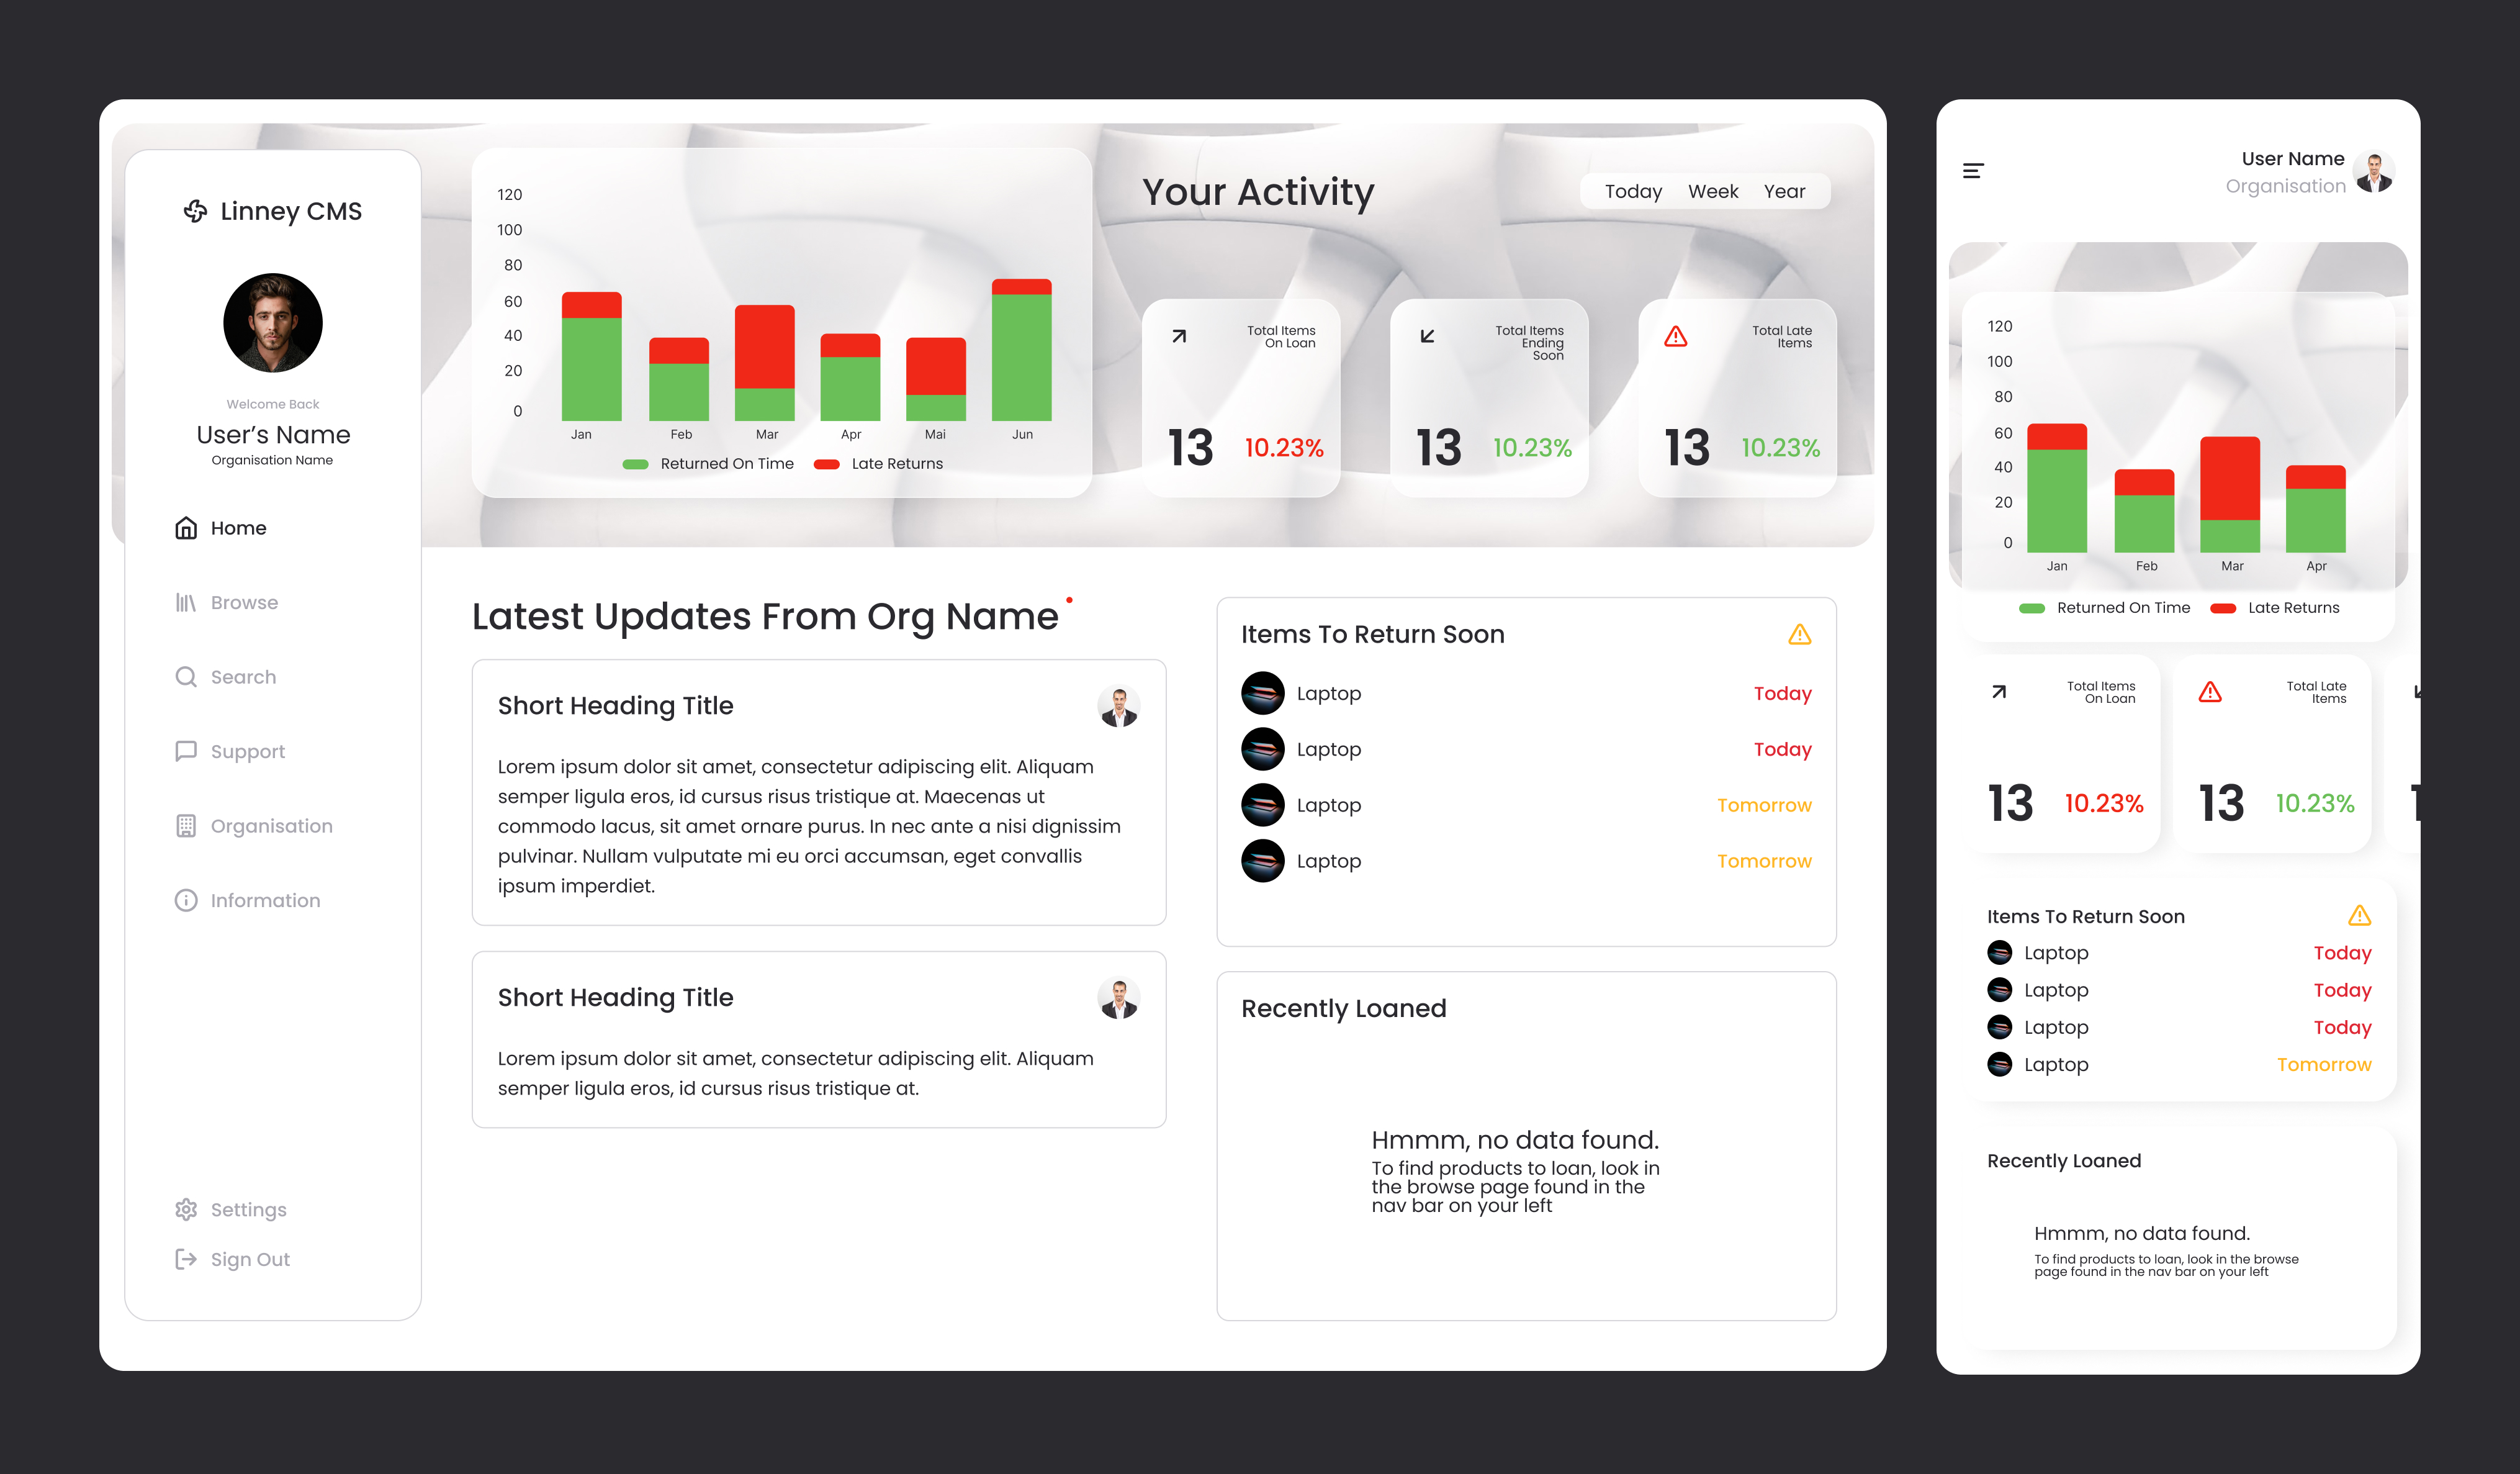 Linney CMS
Welcome Back
User's Name
Organisation Name
Home
Browse
Search
Support
Organisation
Information
Settings
Sign Out
120
100
80
60
40
20
0
Jan Feb Mar Apr Mai Jun
Returned On Time Late Returns
Your Activity
Today Week Year
Total Items
On Loan
13 10.23%
Total Items
Ending
Soon
13 10.23%
Total Late
Items
13 10.23%
Latest Updates From Org Name
Short Heading Title
Lorem ipsum dolor sit amet, consectetur adipiscing elit. Aliquam
semper ligula eros, id cursus risus tristique at. Maecenas ut
commodo lacus, sit amet ornare purus. In nec ante a nisi dignissim
pulvinar. Nullam vulputate mi eu orci accumsan, eget convallis
ipsum imperdiet.
Short Heading Title
Lorem ipsum dolor sit amet, consectetur adipiscing elit. Aliquam
semper ligula eros, id cursus risus tristique at.
Items To Return Soon
Laptop Today
Laptop Today
Laptop Tomorrow
Laptop Tomorrow
Recently Loaned
Hmmm, no data found.
To find products to loan, look in
the browse page found in the
nav bar on your left
User Name
Organisation
120
100
80
60
40
20
0
Jan Feb Mar Apr
Returned On Time Late Returns
Total Items
On Loan
13 10.23%
Total Late
Items
13 10.23%
Items To Return Soon
Laptop Today
Laptop Today
Laptop Today
Laptop Tomorrow
Recently Loaned
Hmmm, no data found.
To find products to loan, look in the browse
page found in the nav bar on your left